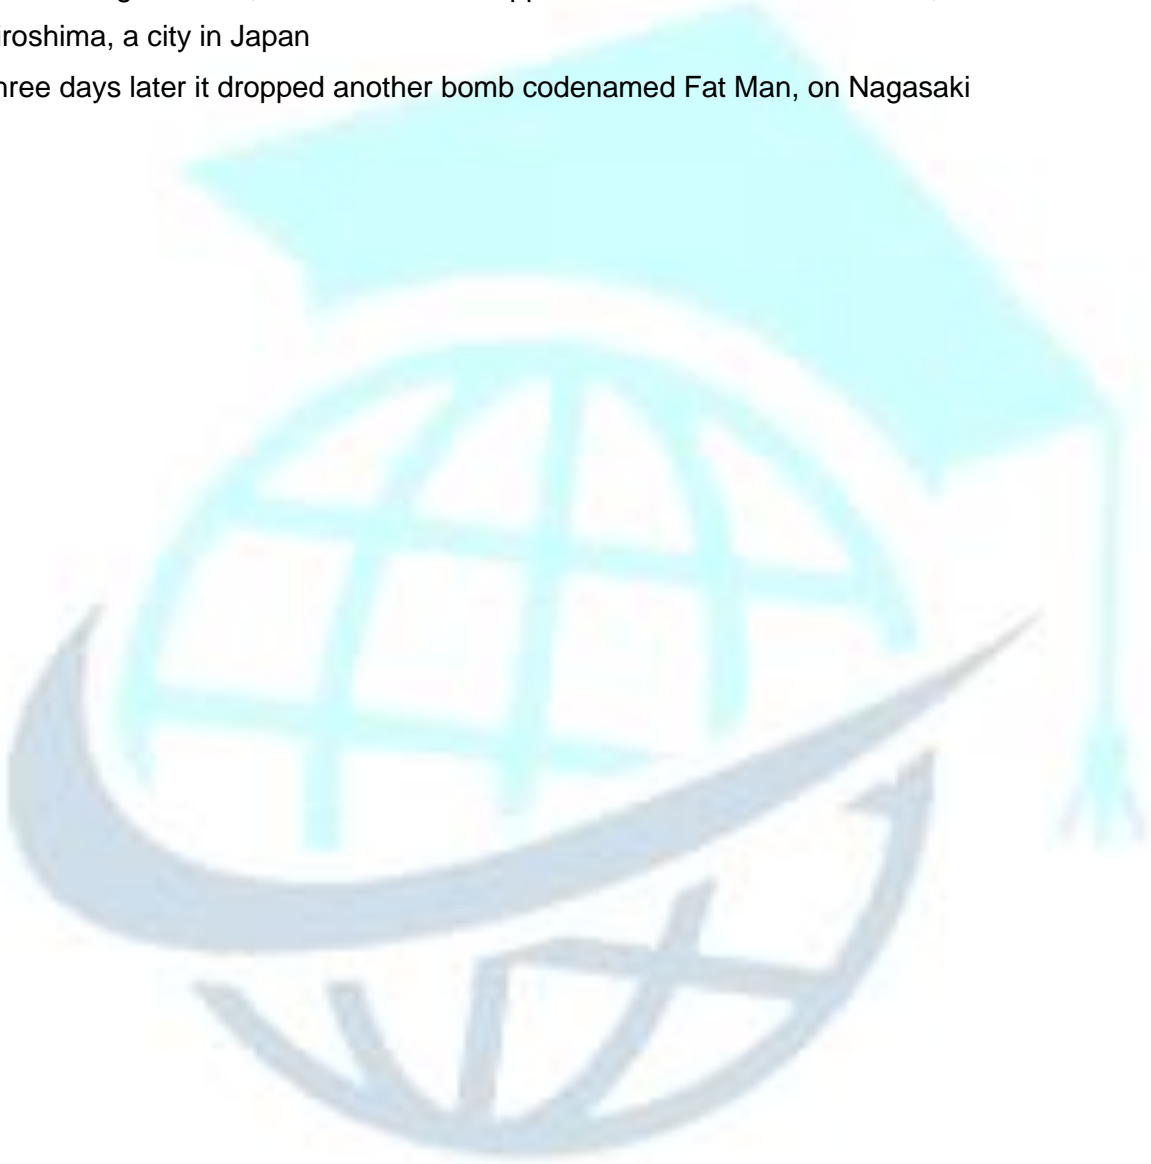 iroshima, a city in Japan
hree days later it dropped another bomb codenamed Fat Man, on Nagasaki